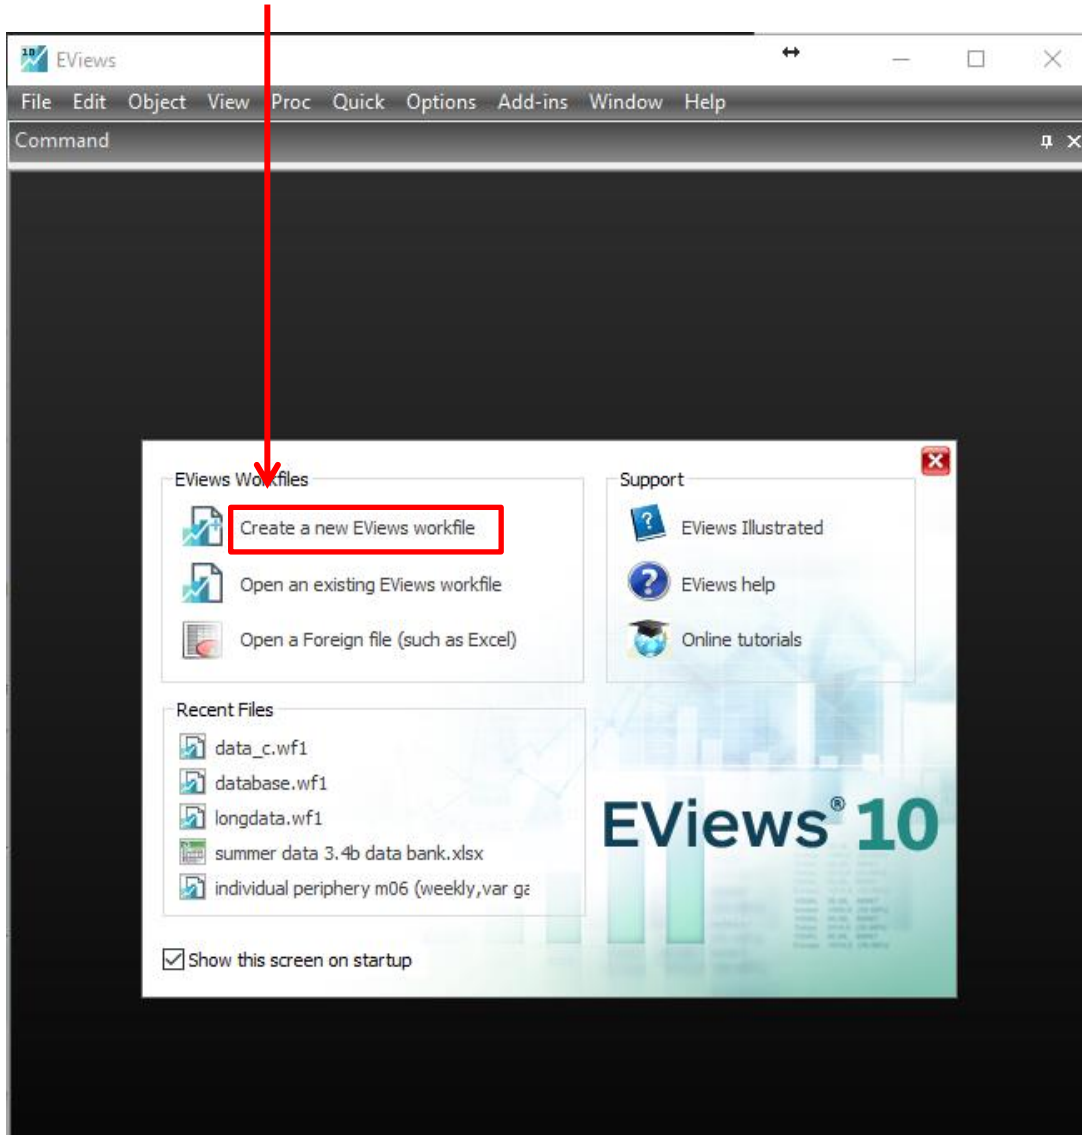 10 EViews
File Edit Object View Proc Quick Options Add-ins Window Help
Command
EViews Workfiles
Create a new EViews workfile
Open an existing EViews workfile
Open a Foreign file (such as Excel)
Support
EViews Illustrated
EViews help
Online tutorials
Recent Files
data_c.wf1
database.wf1
longdata.wf1
summer data 3.4b data bank.xlsx
individual periphery m06 (weekly,var ga
EViews® 10
Show this screen on startup